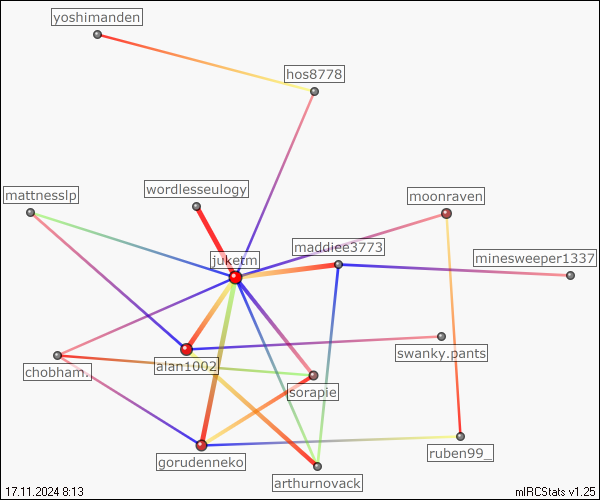 yoshimanden
hos8778
wordlesseulogy
mattnesslp
moonraven
juketm
maddiee3773
minesweeper1337
swanky.pants
alan1002
chobham.
sorapie
ruben99_
gorudenneko
arthurnovack
17.11.2024 8:13
mIRCStats v1.25